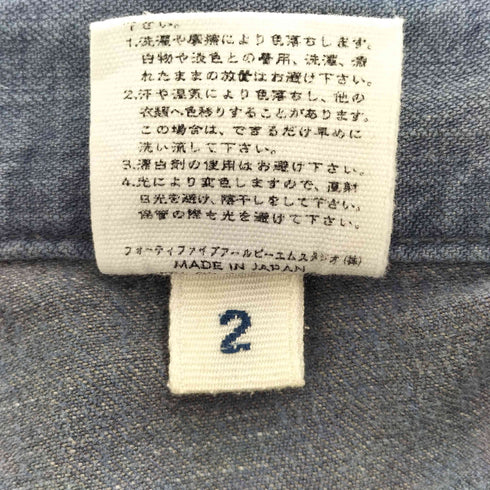 下さい。
1.洗濯や摩擦により色落ちします。
白物や淡色との着用、洗濯、濡
れたままの放置はお避け下さい。
2.汗や湿気により色落ちし、他の
衣類へ色移りすることがあります。
この場合は、できるだけ早めに
洗い流して下さい。
3.漂白剤の使用はお避け下さい。
4.光により変色しますので、直射
日光を避け、陰干しをして下さい。
保管の際も光を避けて下さい。
フォーティファイブアールピーエムスタジオ(株)
MADE IN JAPAN
2